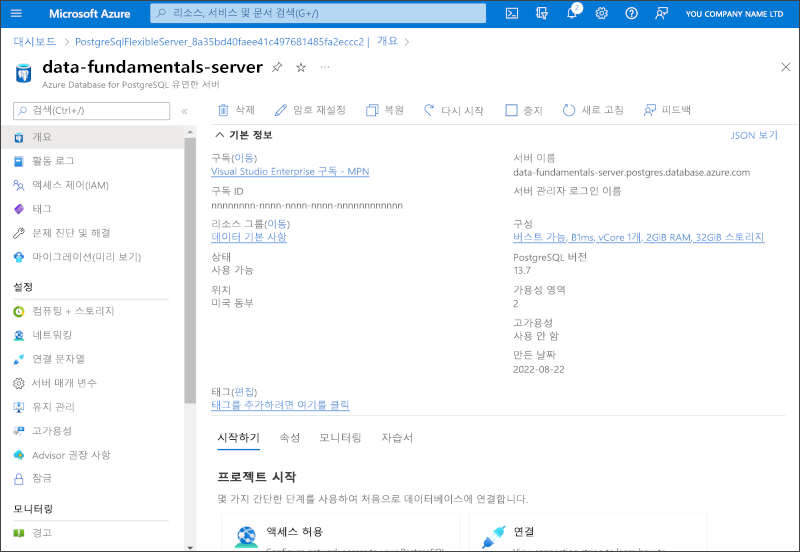 Microsoft Azure
리소스, 서비스 및 문서 검색(G+/)
2
YOU COMPANY NAME LTD
대시보드 > PostgreSqlFlexibleServer_8a35bd40faee41c497681485fa2eccc2 | 개요 >
data-fundamentals-server
Azure Database for PostgreSQL 유연한 서버
검색(Ctrl+/)
개요
활동 로그
액세스 제어(IAM)
태그
문제 진단 및 해결
마이그레이션(미리 보기)
설정
컴퓨팅 + 스토리지
네트워킹
연결 문자열
서버 매개 변수
유지 관리
고가용성
Advisor 권장 사항
잠금
모니터링
경고
삭제
암호 재설정
복원
다시 시작
중지
새로 고침
피드백
기본 정보
JSON 보기
구독(이동)
Visual Studio Enterprise 구독 - MPN
구독 ID
nnnnnnnn-nnnn-nnnn-nnnn-nnnnnnnnnnnn
리소스 그룹(이동)
데이터 기본 사항
상태
사용 가능
위치
미국 동부
서버 이름
data-fundamentals-server.postgres.database.azure.com
서버 관리자 로그인 이름
구성
버스트 가능, B1ms, vCore 1개, 2GiB RAM, 32GiB 스토리지
PostgreSQL 버전
13.7
가용성 영역
2
고가용성
사용 안 함
만든 날짜
2022-08-22
태그(편집)
태그를 추가하려면 여기를 클릭
시작하기
속성
모니터링
자습서
프로젝트 시작
몇 가지 간단한 단계를 사용하여 처음으로 데이터베이스에 연결합니다.
액세스 허용
Configure network access to your PostgreSQL
연결
View connection string to learn how to